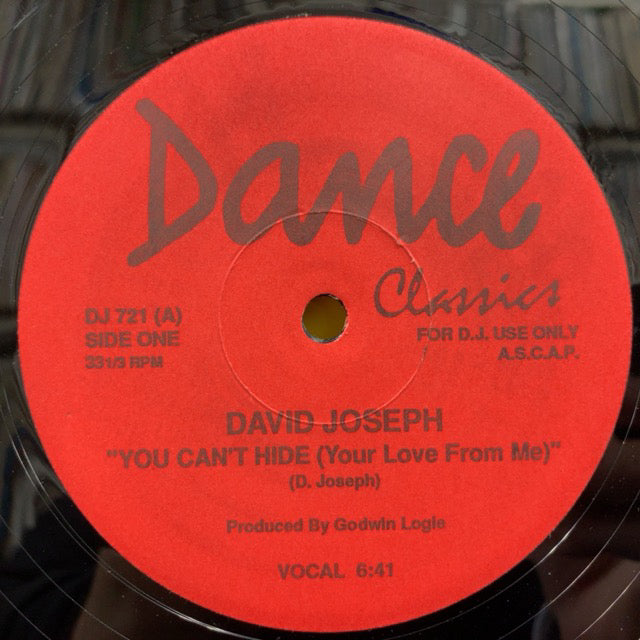 Dance
Classics
DJ 721 (A)
SIDE ONE
33 1/3 RPM
FOR D.J. USE ONLY
A.S.C.A.P.
DAVID JOSEPH
"YOU CAN'T HIDE (Your Love From Me)"
(D. Joseph)
Produced By Godwin Logie
VOCAL 6:41